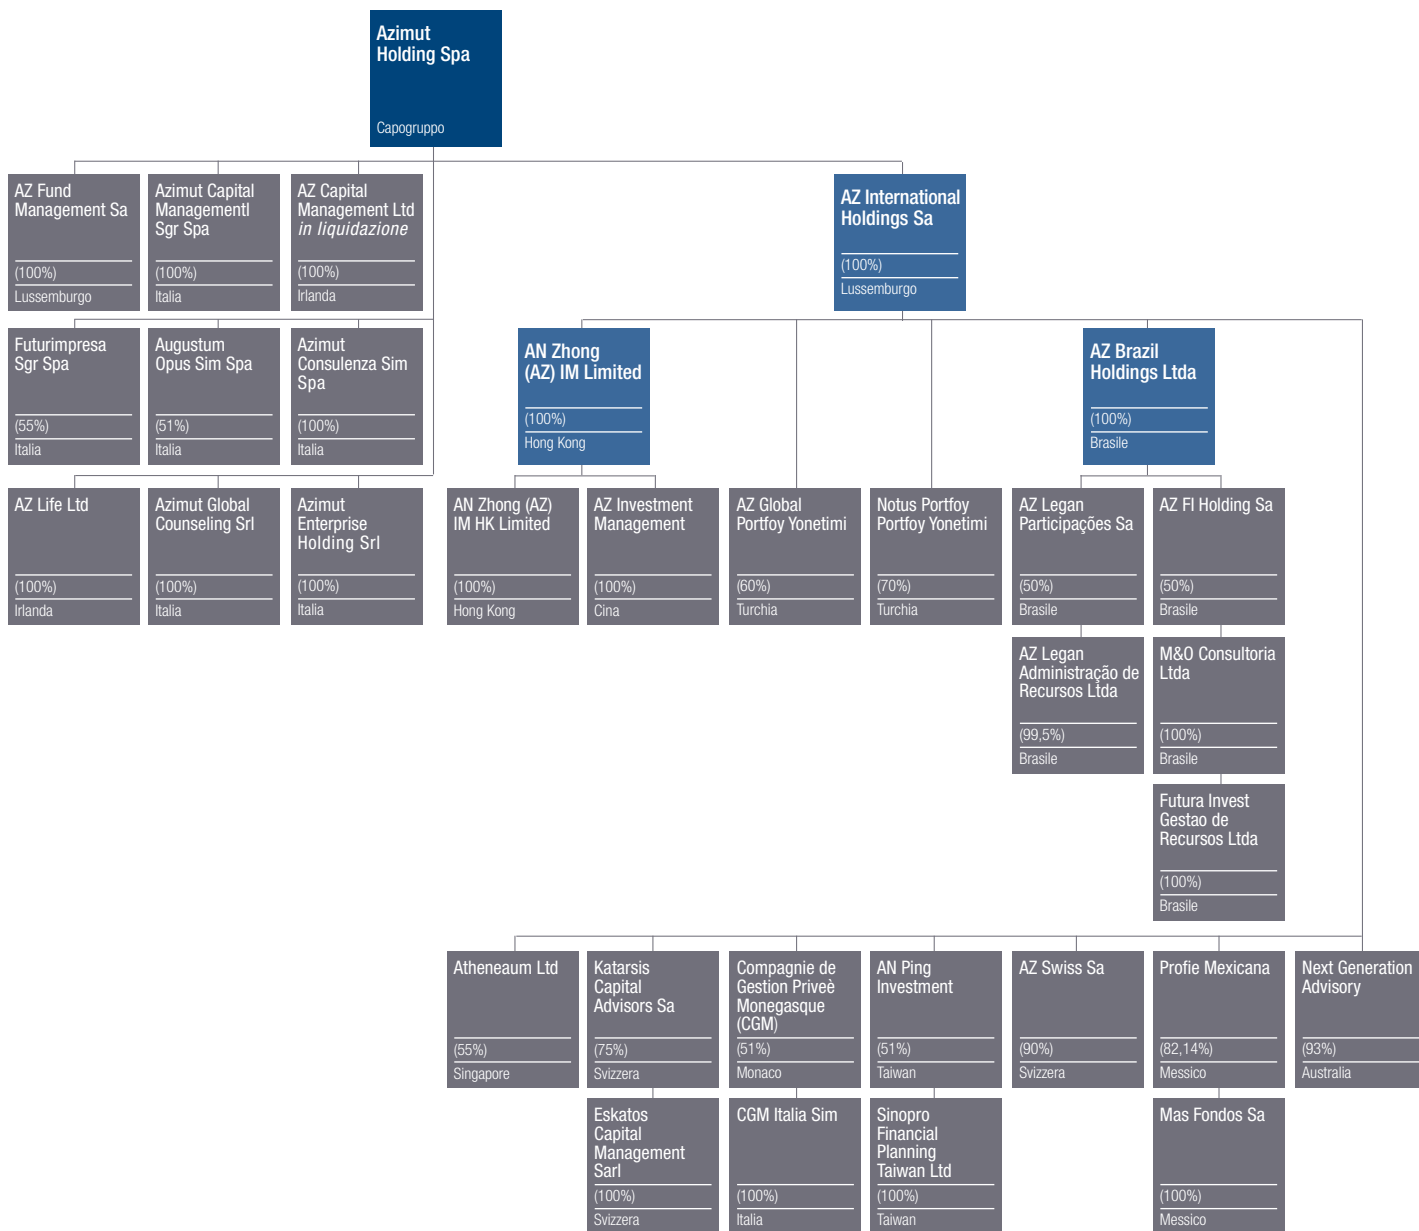 Azimut
Holding Spa
Capogruppo
AZ Fund
Management Sa
(100%)
Lussemburgo
Azimut Capital
Managementl
Sgr Spa
(100%)
Italia
AZ Capital
Management Ltd
in liquidazione
(100%)
Irlanda
AZ International
Holdings Sa
(100%)
Lussemburgo
Futurimpresa
Sgr Spa
(55%)
Italia
Augustum
Opus Sim Spa
(51%)
Italia
Azimut
Consulenza Sim
Spa
(100%)
Italia
AN Zhong
(AZ) IM Limited
(100%)
Hong Kong
AZ Brazil
Holdings Ltda
(100%)
Brasile
AZ Life Ltd
(100%)
Irlanda
Azimut Global
Counseling Srl
(100%)
Italia
Azimut
Enterprise
Holding Srl
(100%)
Italia
AN Zhong (AZ)
IM HK Limited
(100%)
Hong Kong
AZ Investment
Management
(100%)
Cina
AZ Global
Portfoy Yonetimi
(60%)
Turchia
Notus Portfoy
Portfoy Yonetimi
(70%)
Turchia
AZ Legan
Participações Sa
(50%)
Brasile
AZ FI Holding Sa
(50%)
Brasile
AZ Legan
Administração de
Recursos Ltda
(99,5%)
Brasile
M&O Consultoria
Ltda
(100%)
Brasile
Futura Invest
Gestao de
Recursos Ltda
(100%)
Brasile
Atheneaum Ltd
(55%)
Singapore
Katarsis
Capital
Advisors Sa
(75%)
Svizzera
Compagnie de
Gestion Priveè
Monegasque
(CGM)
(51%)
Monaco
AN Ping
Investment
(51%)
Taiwan
AZ Swiss Sa
(90%)
Svizzera
Profie Mexicana
(82,14%)
Messico
Next Generation
Advisory
(93%)
Australia
Eskatos
Capital
Management
Sarl
(100%)
Svizzera
CGM Italia Sim
(100%)
Italia
Sinopro
Financial
Planning
Taiwan Ltd
(100%)
Taiwan
Mas Fondos Sa
(100%)
Messico